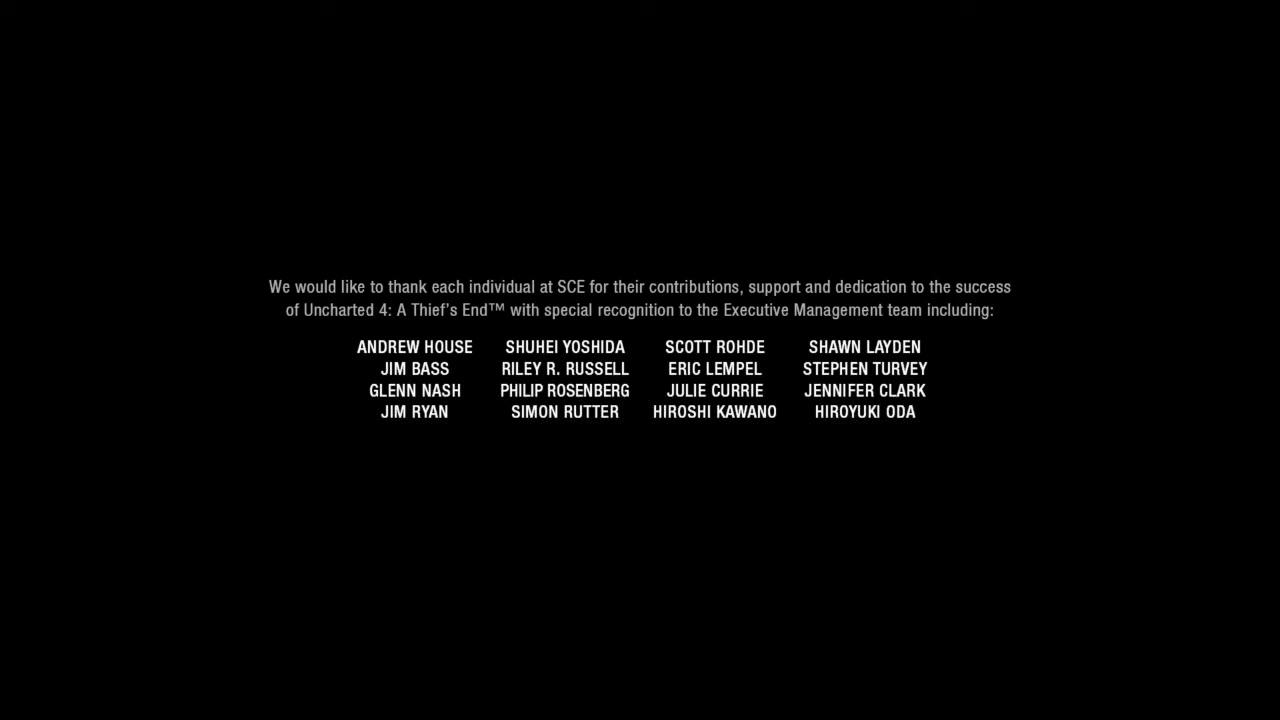 We would like to thank each individual at SCE for their contributions, support and dedication to the success
of Uncharted 4: A Thief's End™ with special recognition to the Executive Management team including:
ANDREW HOUSE SHUHEI YOSHIDA SCOTT ROHDE SHAWN LAYDEN
JIM BASS RILEY R. RUSSELL ERIC LEMPEL STEPHEN TURVEY
GLENN NASH PHILIP ROSENBERG JULIE CURRIE JENNIFER CLARK
JIM RYAN SIMON RUTTER HIROSHI KAWANO HIROYUKI ODA